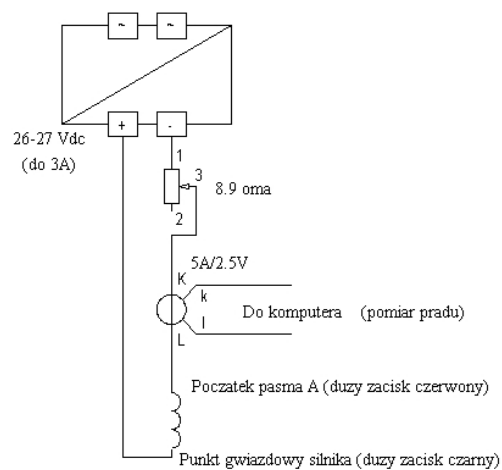 ~ ~
+ -
26-27 Vdc
(do 3A)
1
3
8.9 oma
2
5A/2.5V
K
k
Do komputera (pomiar pradu)
l
L
Poczatek pasma A (duzy zacisk czerwony)
Punkt gwiazdowy silnika (duzy zacisk czarny)